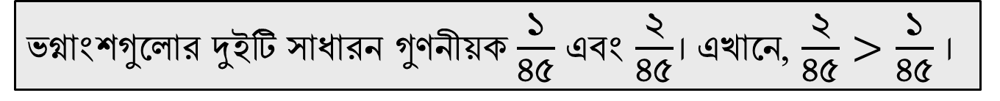 ভগ্নাংশগুলোর দুইটি সাধারন গুণনীয়ক ১/৪৫ এবং ২/৪৫। এখানে, ২/৪৫ > ১/৪৫ ।